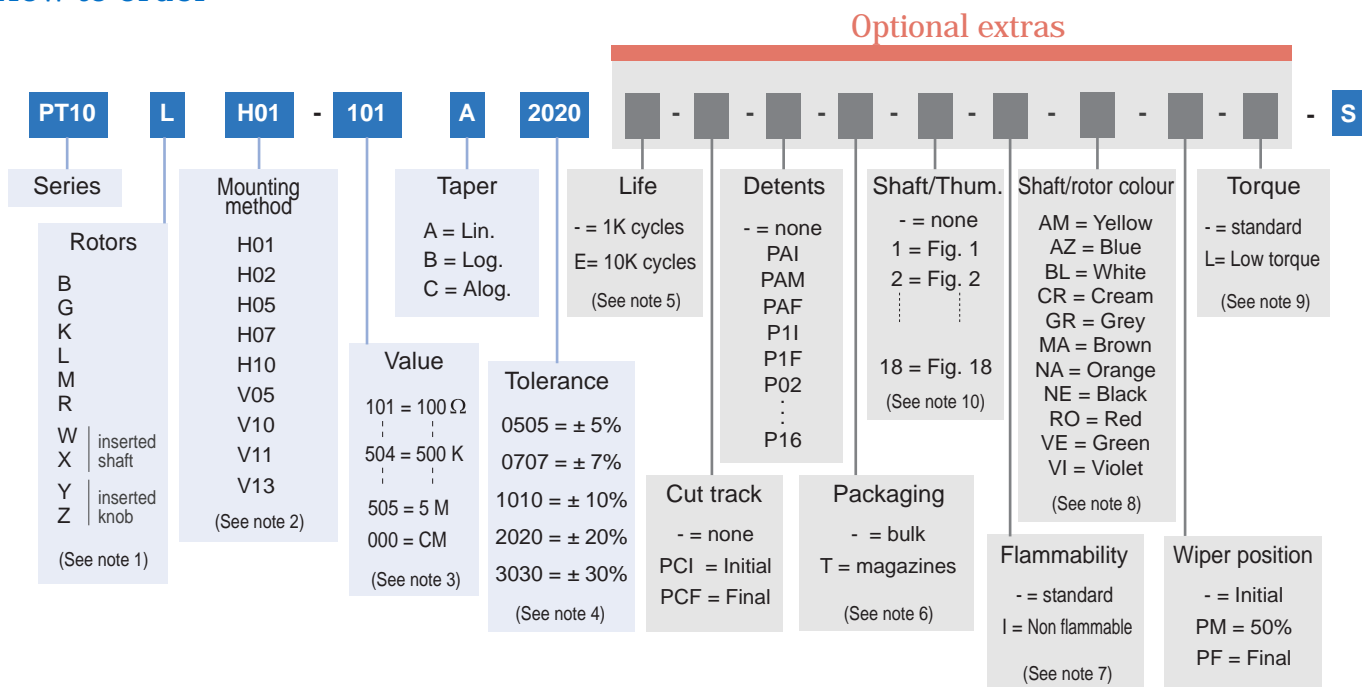 Optional extras
PT10 L H01 - 101 A 2020 - - - - - - - - - S
Series
Rotors
B
G
K
L
M
R
W
X
inserted
shaft
Y
Z
inserted
knob
(See note 1)
Mounting
method
H01
H02
H05
H07
H10
V05
V10
V11
V13
(See note 2)
Value
101 = 100 Ω
504 = 500 K
505 = 5 M
000 = CM
(See note 3)
Taper
A = Lin.
B = Log.
C = Alog.
Tolerance
0505 = ± 5%
0707 = ± 7%
1010 = ± 10%
2020 = ± 20%
3030 = ± 30%
(See note 4)
Life
- = 1K cycles
E= 10K cycles
(See note 5)
Cut track
- = none
PCI = Initial
PCF = Final
Detents
- = none
PAI
PAM
PAF
P1I
P1F
P02
:
P16
Packaging
- = bulk
T = magazines
(See note 6)
Shaft/Thum.
- = none
1 = Fig. 1
2 = Fig. 2
18 = Fig. 18
(See note 10)
Flammability
- = standard
I = Non flammable
(See note 7)
Shaft/rotor colour
AM = Yellow
AZ = Blue
BL = White
CR = Cream
GR = Grey
MA = Brown
NA = Orange
NE = Black
RO = Red
VE = Green
VI = Violet
(See note 8)
Wiper position
- = Initial
PM = 50%
PF = Final
Torque
- = standard
L= Low torque
(See note 9)